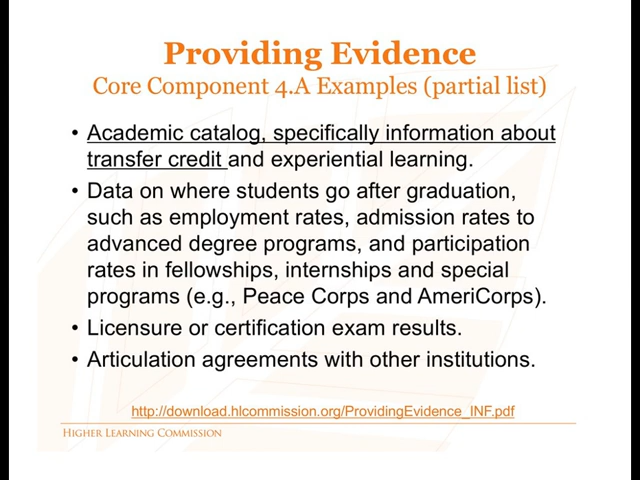 Providing Evidence
Core Component 4.A Examples (partial list)
• Academic catalog, specifically information about
transfer credit and experiential learning.
• Data on where students go after graduation,
such as employment rates, admission rates to
advanced degree programs, and participation
rates in fellowships, internships and special
programs (e.g., Peace Corps and AmeriCorps).
• Licensure or certification exam results.
• Articulation agreements with other institutions.
http://download.hlcommission.org/ProvidingEvidence_INF.pdf
HIGHER LEARNING COMMISSION